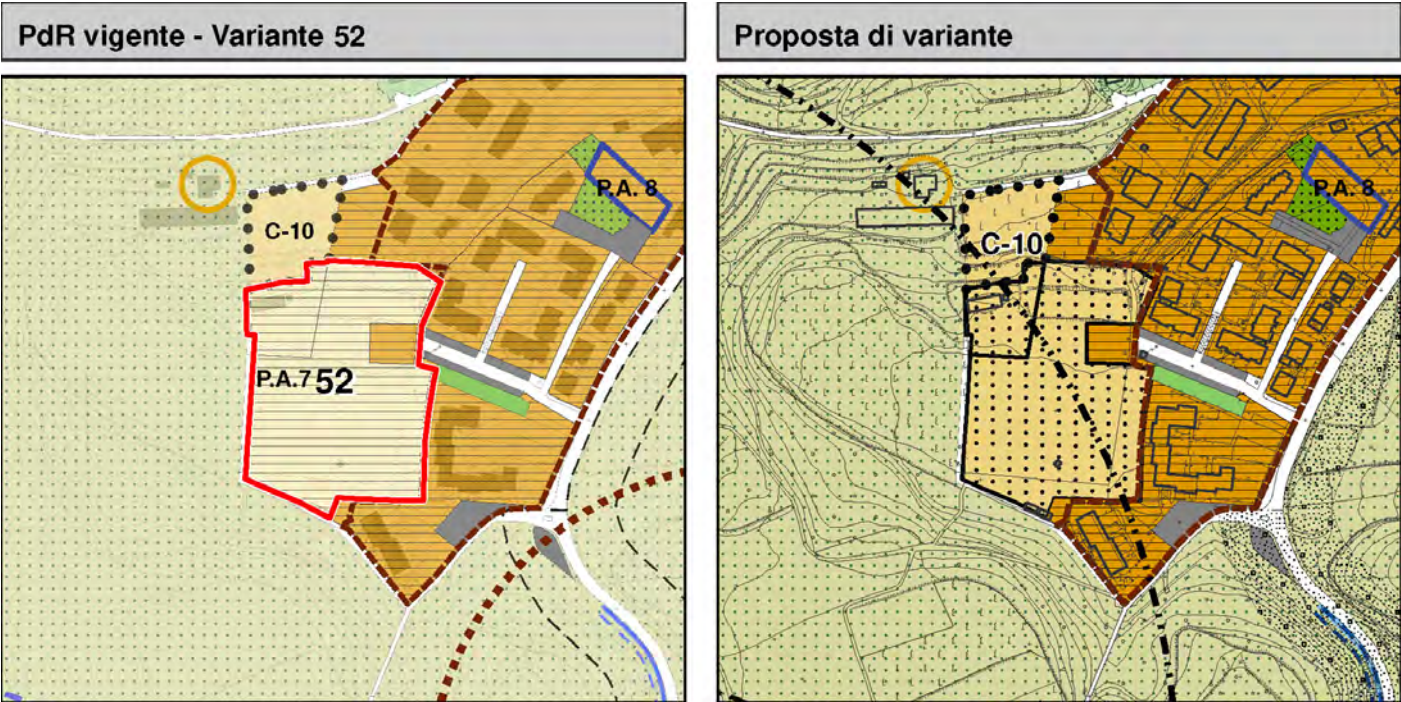 PdR vigente - Variante 52
C-10
P.A. 8
P.A.7 52
Proposta di variante
C-10
P.A. 8